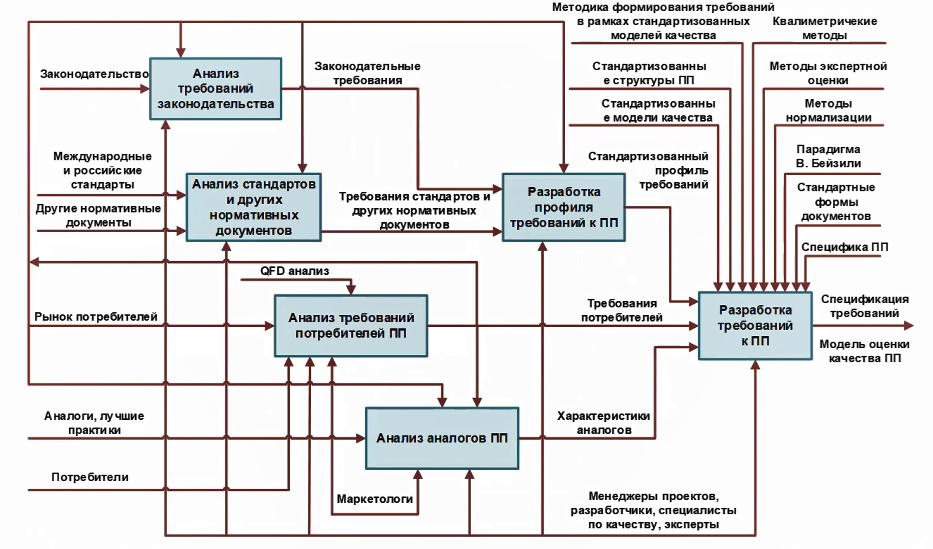 Методика формирования требований
в рамках стандартизованных
моделей качества
Квалиметричекие
методы
Законодательство
Анализ
требований
законодательства
Законодательные
требования
Стандартизованны
е структуры ПП
Методы экспертной
оценки
Стандартизованны
е модели качества
Методы
нормализации
Международные
и российские
стандарты
Другие нормативные
документы
Анализ стандартов
и других
нормативных
документов
Требования стандартов и
других нормативных
документов
Разработка
профиля
требований к ПП
Стандартизованный
профиль
требований
Парадигма
В. Бейзили
Стандартные
формы
документов
Специфика ПП
QFD анализ
Рынок потребителей
Анализ требований
потребителей ПП
Требования
потребителей
Разработка
требований
к ПП
Спецификация
требований
Модель оценки
качества ПП
Аналоги, лучшие
практики
Анализ аналогов ПП
Характеристики
аналогов
Потребители
Маркетологи
Менеджеры проектов,
разработчики, специалисты
по качеству, эксперты